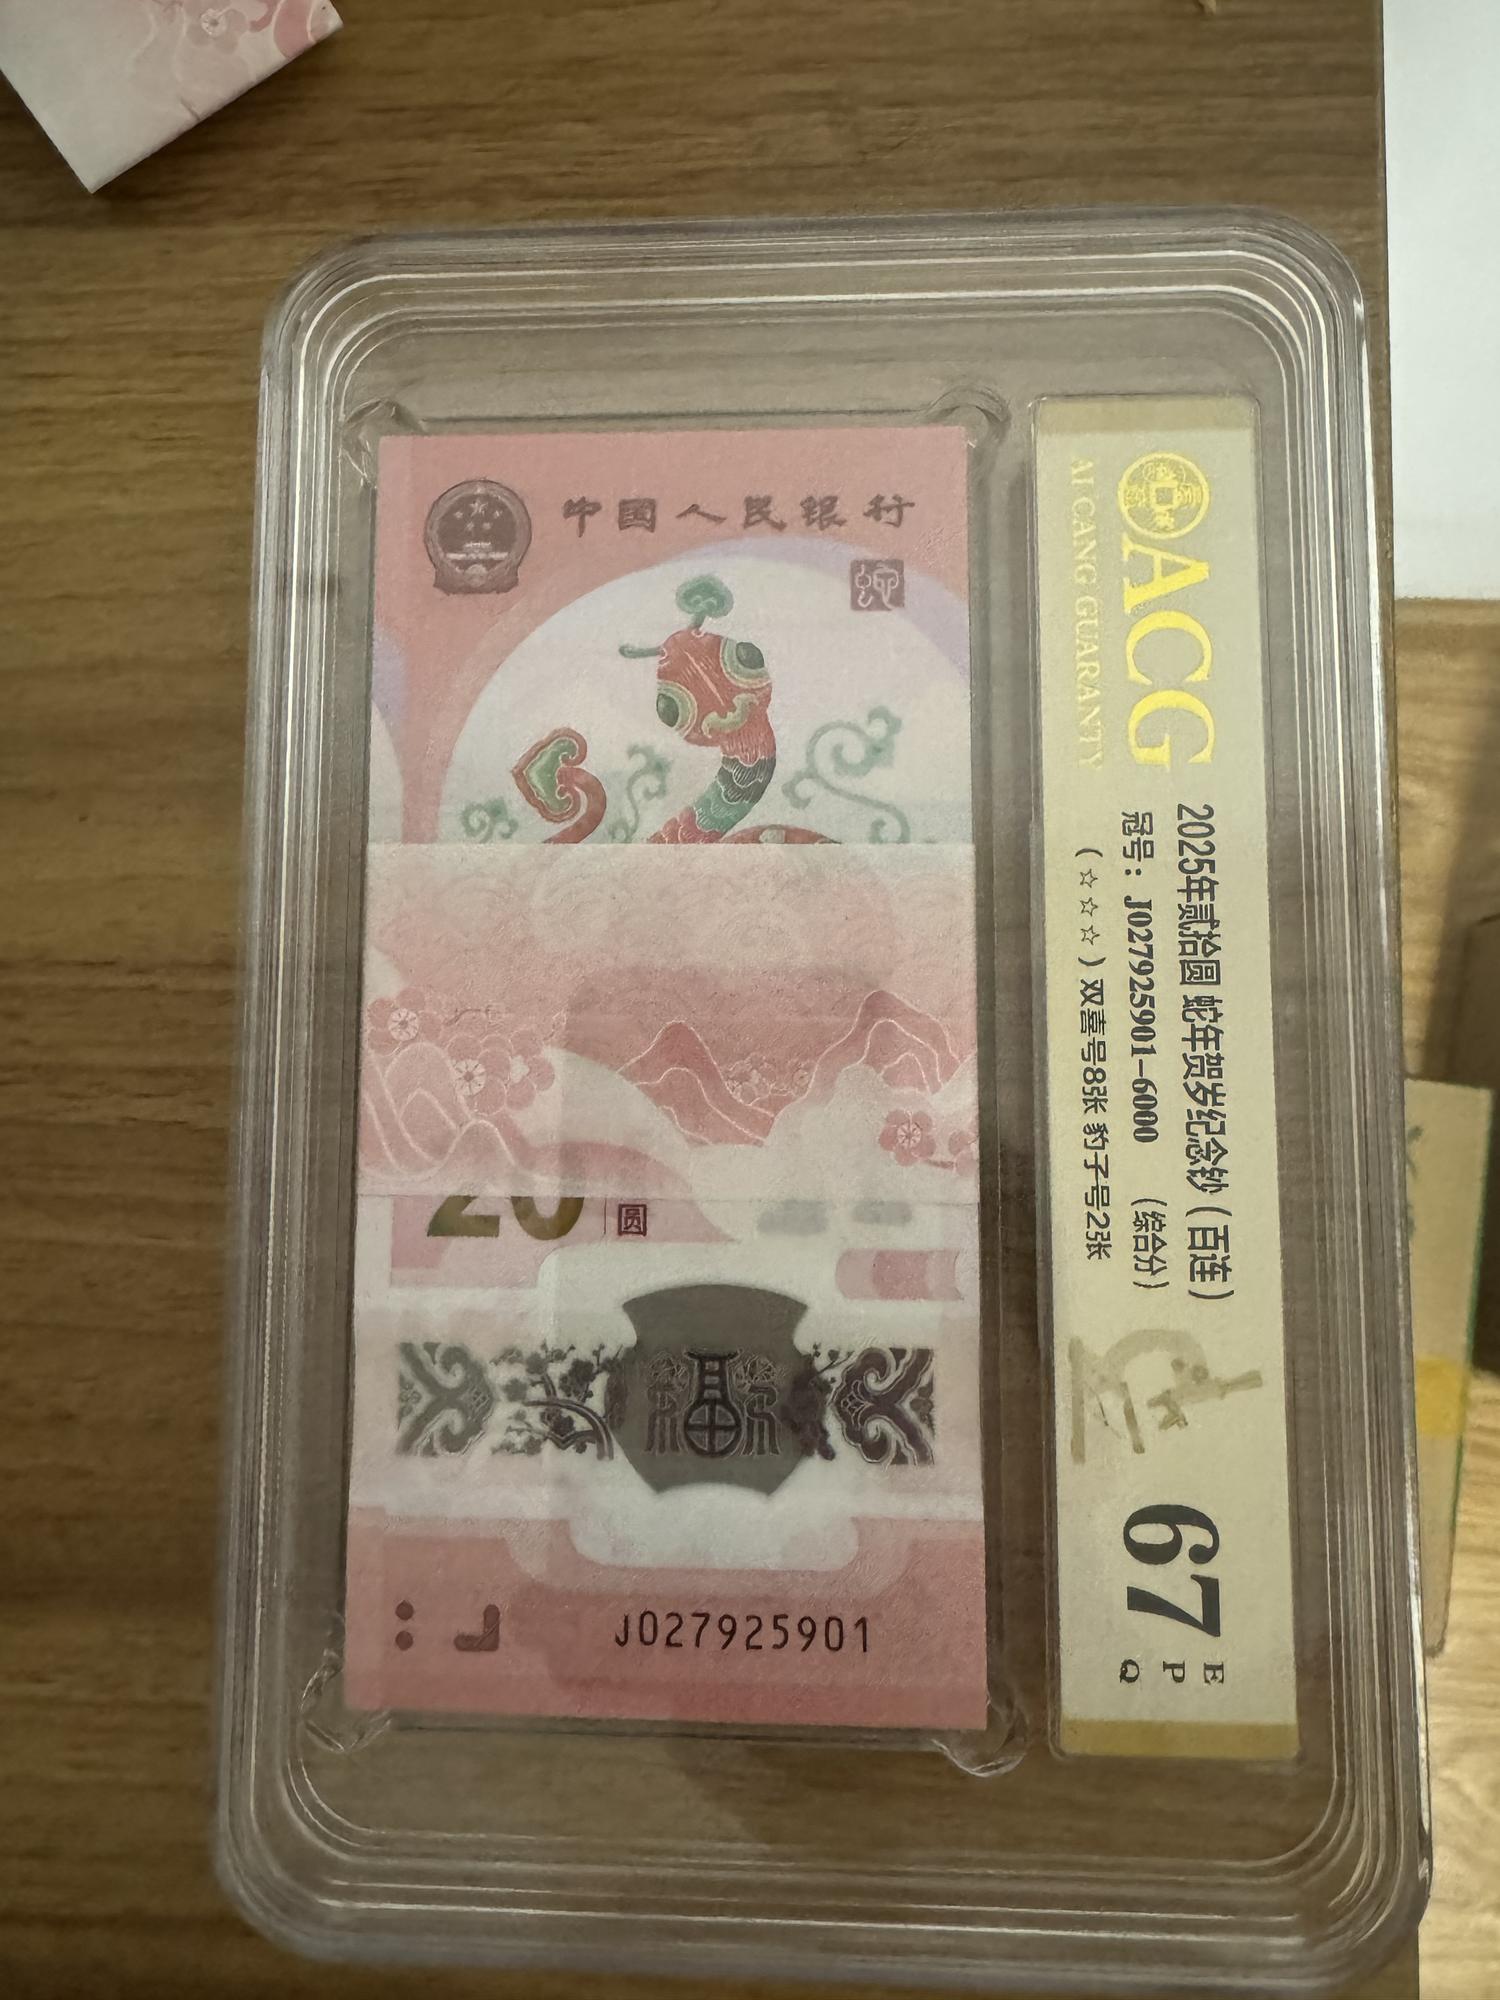 中国人民银行
蛇
20 圆
福
J027925901
ACG
AI CANG GUARANTY
2025年贰拾圆 蛇年贺岁纪念钞（百连）
冠号：J027925901-6000 （综合分）
（☆☆☆）双喜号8张 豹子号2张
67
E
P
Q